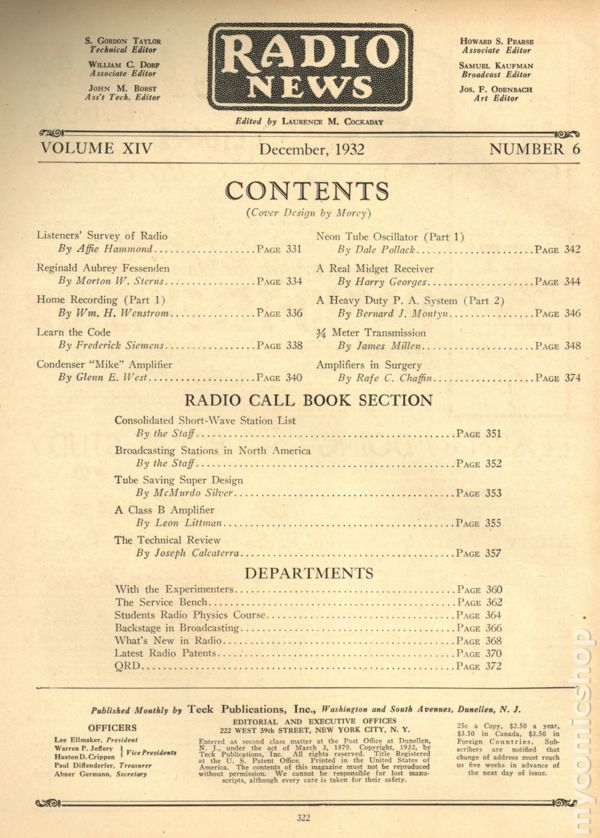 S. Gordon Taylor
Technical Editor
William C. Dorf
Associate Editor
John M. Borst
Ass't Tech. Editor
RADIO
NEWS
Howard S. Pearse
Associate Editor
Samuel Kaufman
Broadcast Editor
Jos. F. Odenbach
Art Editor
Edited by Laurence M. Cockaday
VOLUME XIV December, 1932 NUMBER 6
CONTENTS
(Cover Design by Morey)
Listeners' Survey of Radio
By Affie Hammond....................Page 331
Reginald Aubrey Fessenden
By Morton W. Sterns.................Page 334
Home Recording (Part 1)
By Wm. H. Wenstrom.................Page 336
Learn the Code
By Frederick Siemens.................Page 338
Condenser "Mike" Amplifier
By Glenn E. West....................Page 340
Neon Tube Oscillator (Part 1)
By Dale Pollack.....................Page 342
A Real Midget Receiver
By Harry Georges....................Page 344
A Heavy Duty P. A. System (Part 2)
By Bernard J. Montyn................Page 346
¾ Meter Transmission
By James Millen.....................Page 348
Amplifiers in Surgery
By Rafe C. Chaffin..................Page 374
RADIO CALL BOOK SECTION
Consolidated Short-Wave Station List
By the Staff........................Page 351
Broadcasting Stations in North America
By the Staff........................Page 352
Tube Saving Super Design
By McMurdo Silver...................Page 353
A Class B Amplifier
By Leon Littman.....................Page 355
The Technical Review
By Joseph Calcaterra................Page 357
DEPARTMENTS
With the Experimenters..............Page 360
The Service Bench...................Page 362
Students Radio Physics Course.......Page 364
Backstage in Broadcasting...........Page 366
What's New in Radio.................Page 368
Latest Radio Patents................Page 370
QRD.................................Page 372
Published Monthly by Teck Publications, Inc., Washington and South Avenues, Dunellen, N. J.
OFFICERS
Lee Ellmaker, President
Warren P. Jeffery
Huston D. Crippen
} Vice Presidents
Paul Diffenderfer, Treasurer
Abner Germann, Secretary
EDITORIAL AND EXECUTIVE OFFICES
222 WEST 39th STREET, NEW YORK CITY, N. Y.
Entered as second class matter at the Post Office at Dunellen,
N. J., under the act of March 3, 1879. Copyright, 1932, by
Teck Publications, Inc. All rights reserved. Title Registered
at the U. S. Patent Office. Printed in the United States of
America. The contents of this magazine must not be reproduced
without permission. We cannot be responsible for lost manu-
scripts, although every care is taken for their safety.
25c a Copy, $2.50 a year,
$3.50 in Canada, $3.50 in
Foreign Countries. Sub-
scribers are notified that
change of address must reach
us five weeks in advance of
the next day of issue.
322
mycomicshop